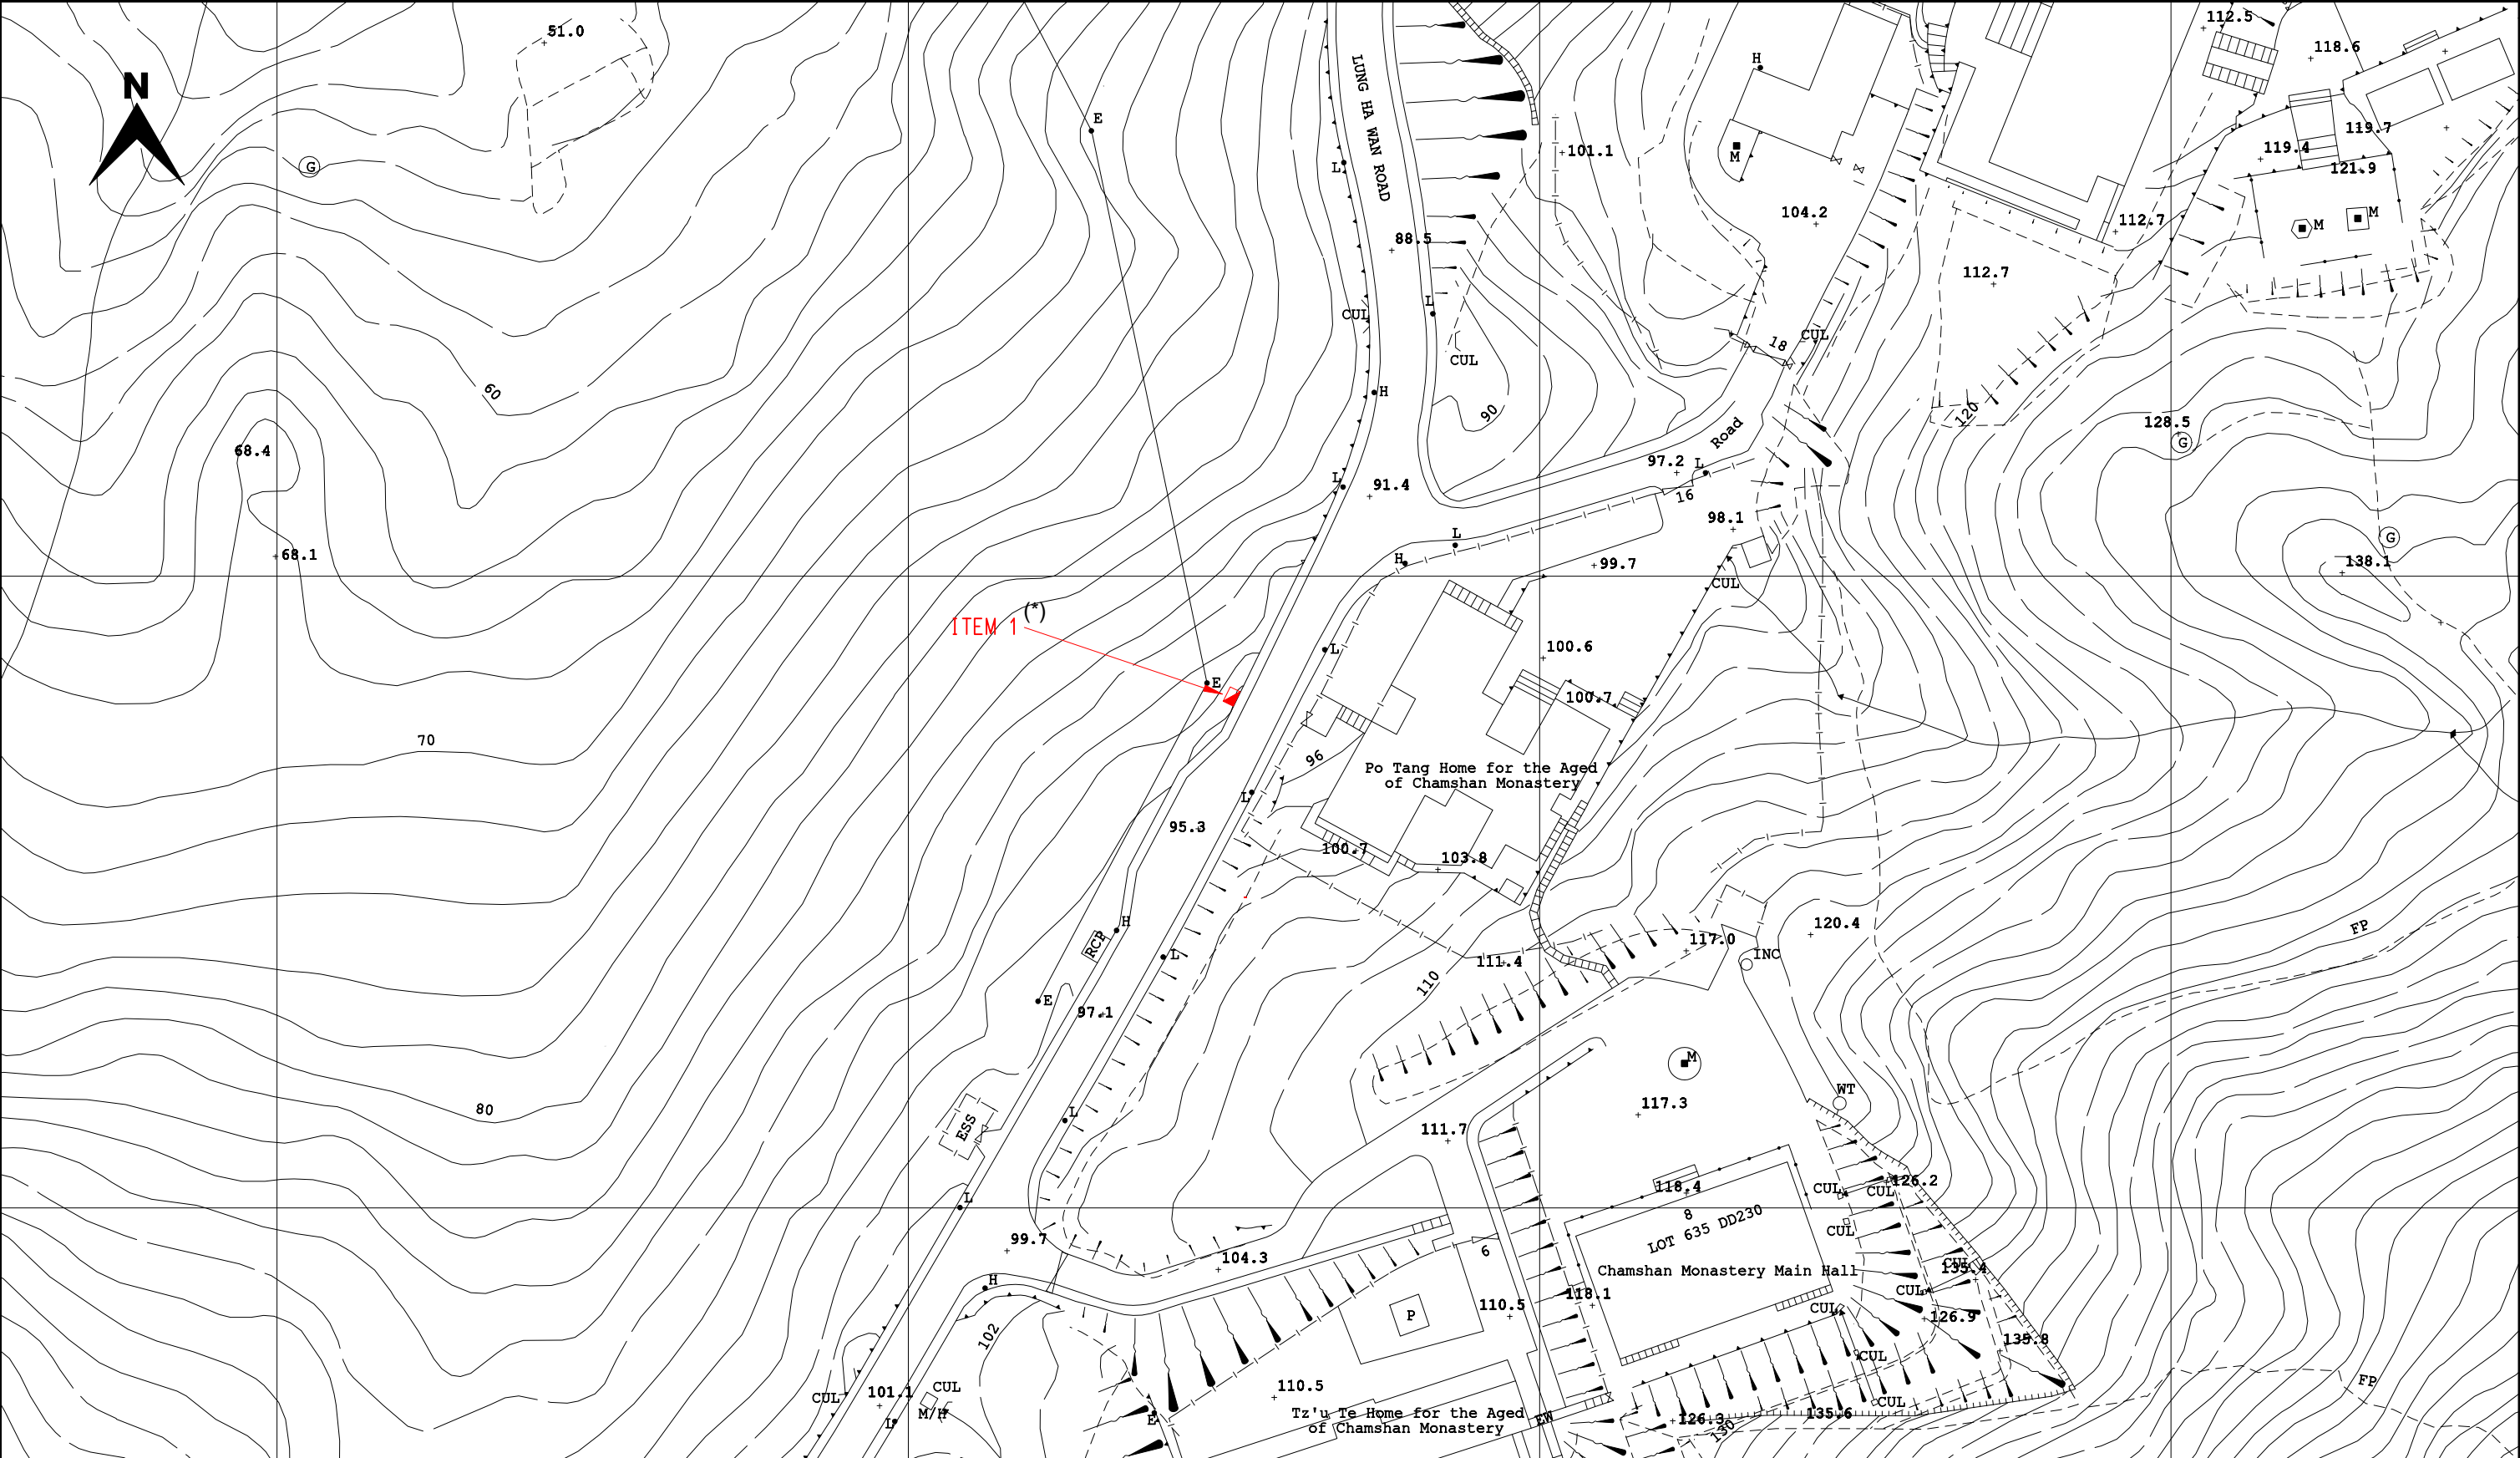 51.0
112.5
118.6
N
LUNG HA WAN ROAD
H
E
119.7
G
101.1
M
119.4
L
121.9
104.2
112.7
M
M
88.5
112.7
L
CUL
CUL
18
CUL
60
H
90
120
128.5
G
68.4
Road
97.2
L
L
91.4
16
98.1
L
G
68.1
H
99.7
138.1
CUL
(*)
ITEM 1
L
100.6
E
100.7
70
96
Po Tang Home for the Aged
of Chamshan Monastery
L
95.3
100.7
103.8
H
120.4
FP
RCP
117.0
L
INC
111.4
110
E
97.1
M
WT
80
117.3
L
ESS
111.7
126.2
118.4
CUL
CUL
L
8
LOT 635 DD230
CUL
99.7
6
104.3
CUL
Chamshan Monastery Main Hall
135.4
H
CUL
118.1
110.5
CUL
P
126.9
102
135.8
CUL
FP
110.5
CUL
101.1
CUL
CUL
M/H
Tz'u Te Home for the Aged
of Chamshan Monastery
E
EW
126.3
135.6
L
130